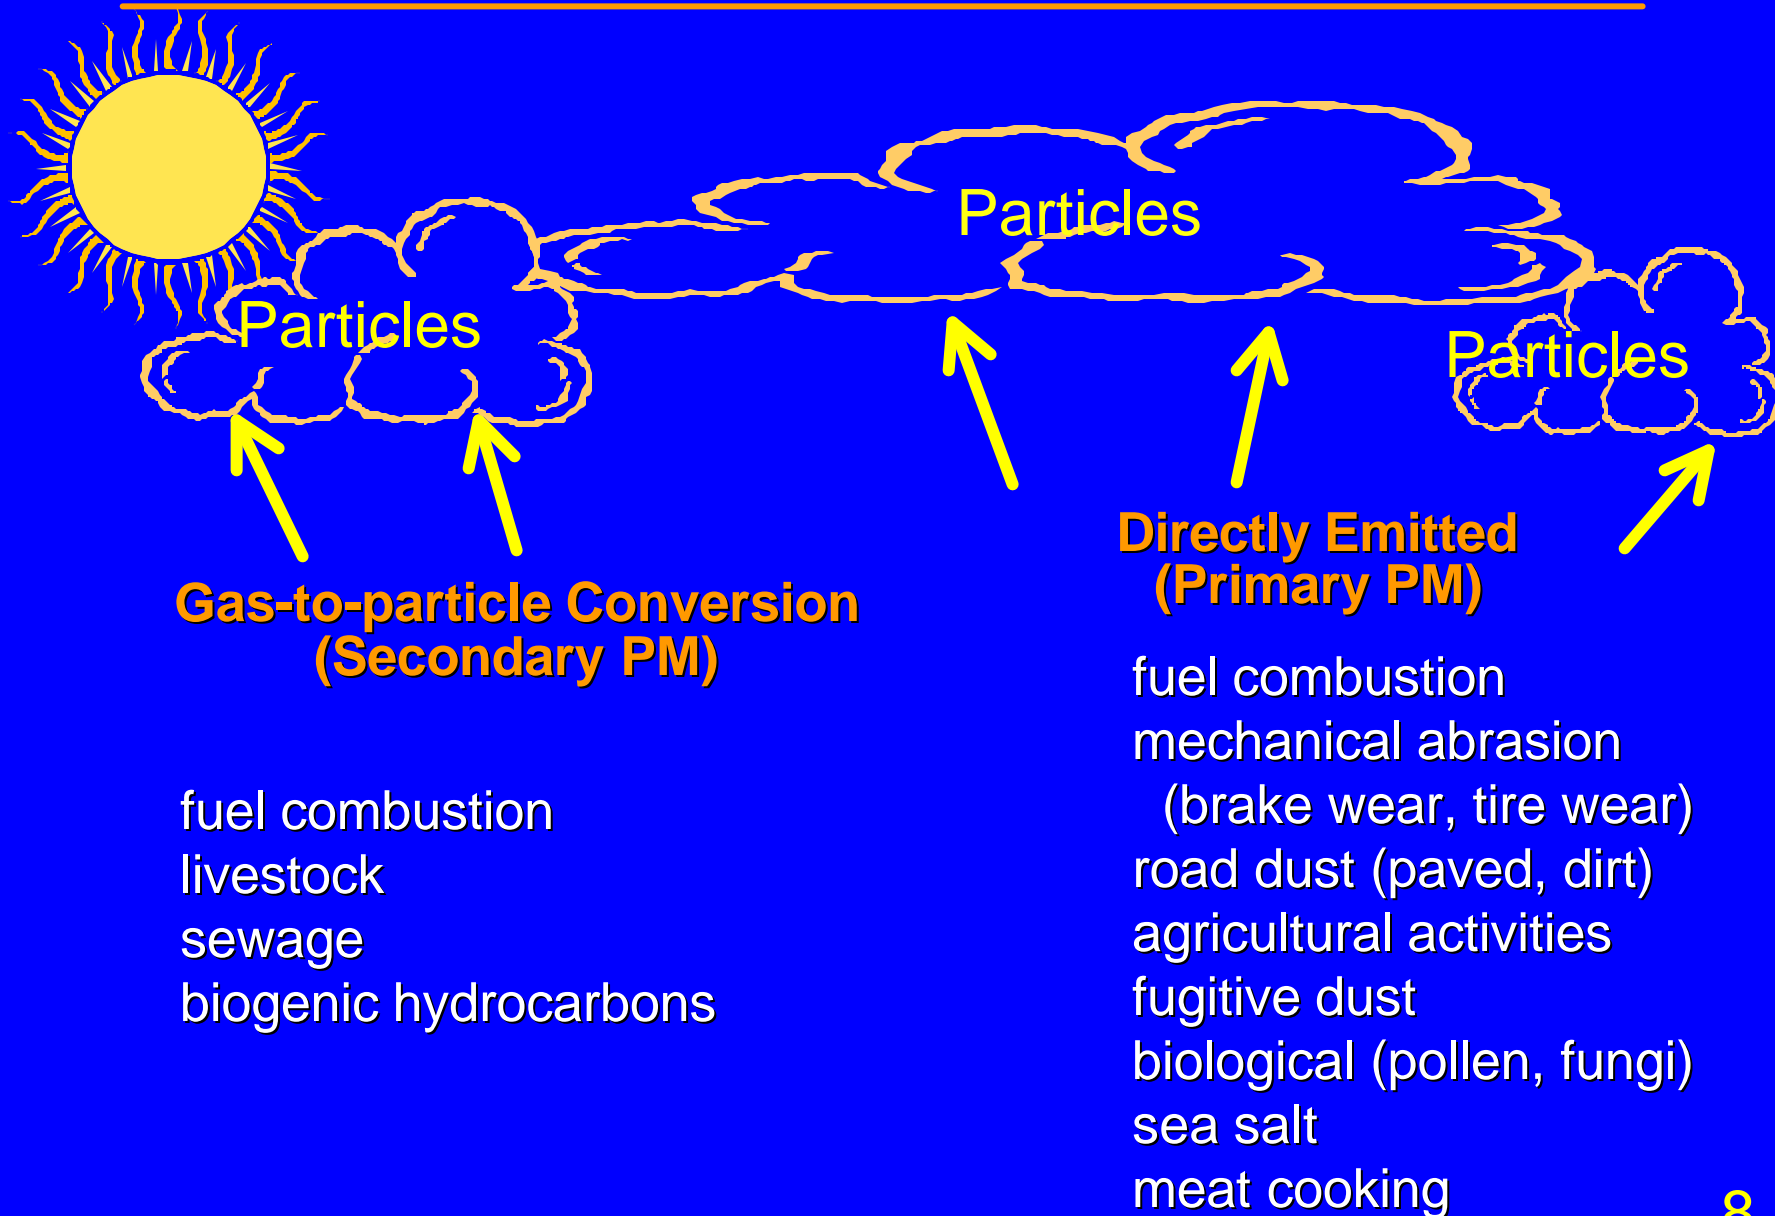 Particles
Particles
Particles
Gas-to-particle Conversion
(Secondary PM)
fuel combustion
livestock
sewage
biogenic hydrocarbons
Directly Emitted
(Primary PM)
fuel combustion
mechanical abrasion
(brake wear, tire wear)
road dust (paved, dirt)
agricultural activities
fugitive dust
biological (pollen, fungi)
sea salt
meat cooking
8